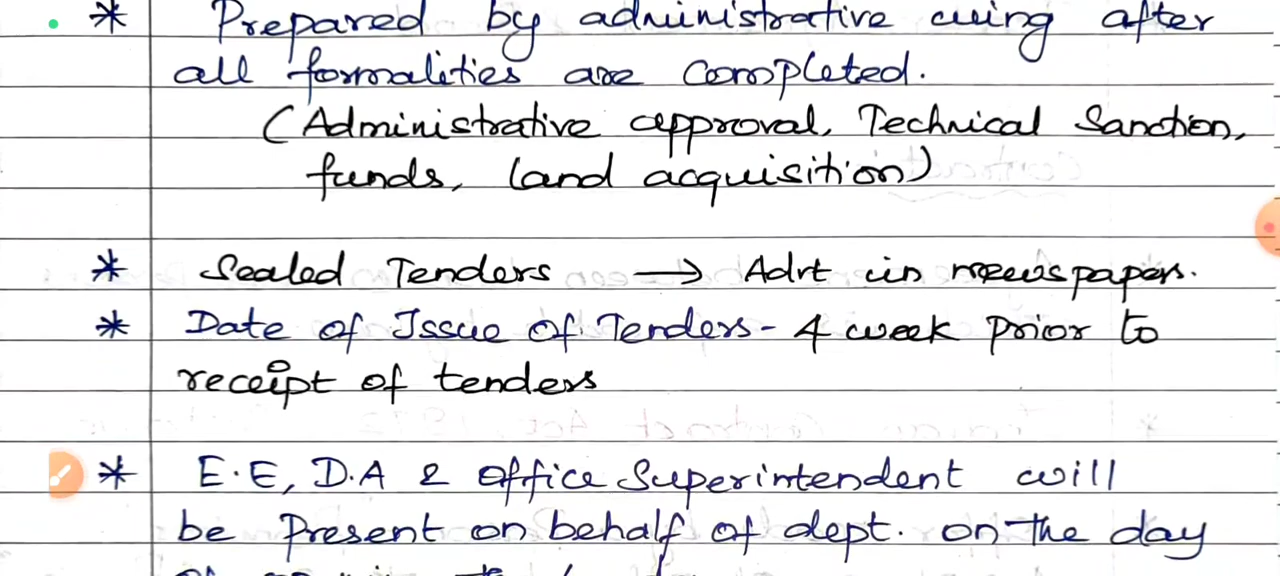 * Prepared by administrative wing after
all formalities are completed.
(Administrative approval, Technical Sanction,
funds, land acquisition)
* Sealed Tenders → Advt in newspapers.
* Date of Issue of Tenders - 4 week prior to
receipt of tenders
* E.E, D.A & Office Superintendent will
be present on behalf of dept. on the day